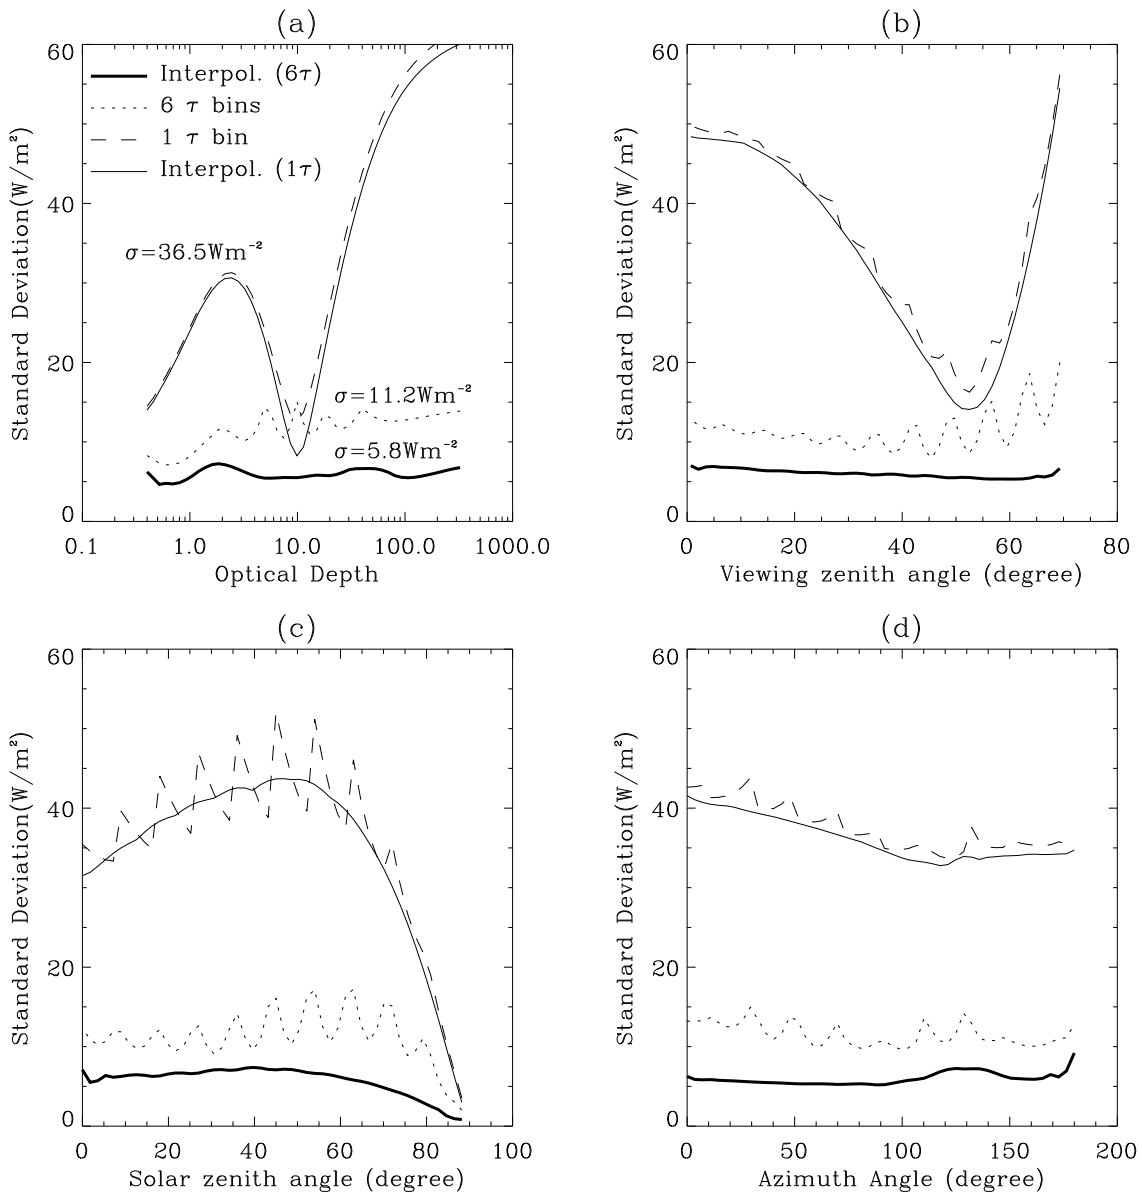 (a)
60
40
20
0
Standard Deviation(W/m²)
Interpol. (6τ)
6 τ bins
1 τ bin
Interpol. (1τ)
σ=36.5Wm⁻²
σ=11.2Wm⁻²
σ=5.8Wm⁻²
0.1 1.0 10.0 100.0 1000.0
Optical Depth
(b)
60
40
20
0
Standard Deviation(W/m²)
0 20 40 60 80
Viewing zenith angle (degree)
(c)
60
40
20
0
Standard Deviation(W/m²)
0 20 40 60 80 100
Solar zenith angle (degree)
(d)
60
40
20
0
Standard Deviation(W/m²)
0 50 100 150 200
Azimuth Angle (degree)